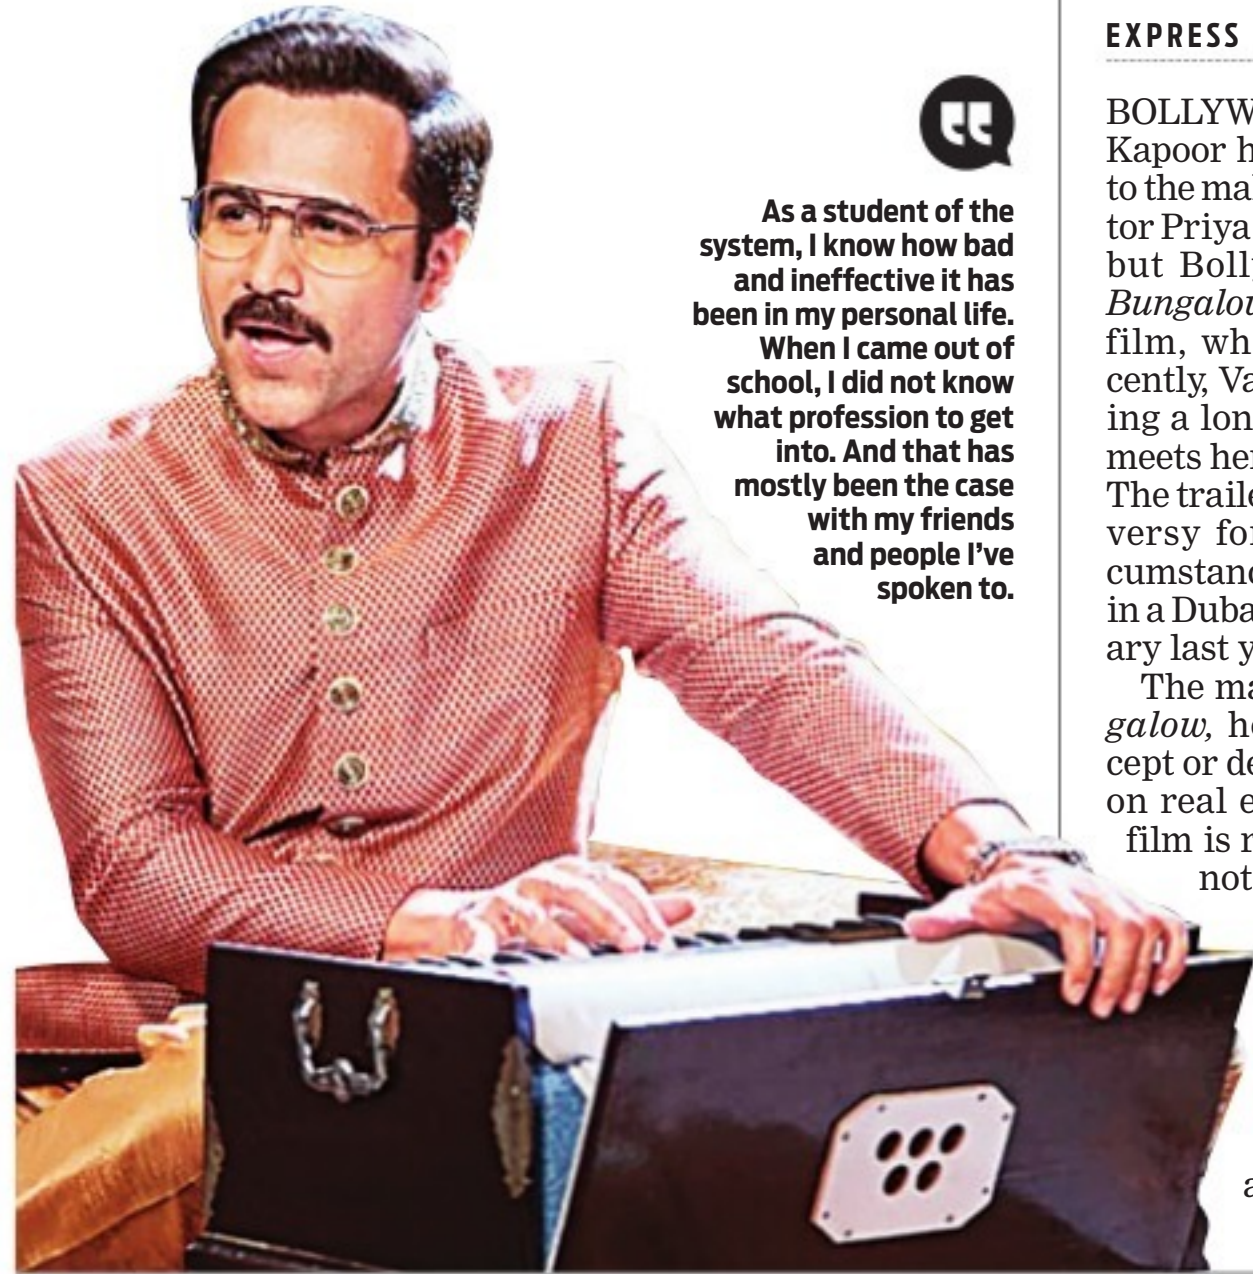 As a student of the
system, I know how bad
and ineffective it has
been in my personal life.
When I came out of
school, I did not know
what profession to get
into. And that has
mostly been the case
with my friends
and people I've
spoken to.
EXPRESS
BOLLYW
Kapoor h
to the ma
tor Priya
but Boll
Bungalo
film, wh
cently, Va
ing a lon
meets her
The traile
versy for
cumstanc
in a Duba
ary last y
The ma
galow, ho
cept or de
on real e
film is n
not
a